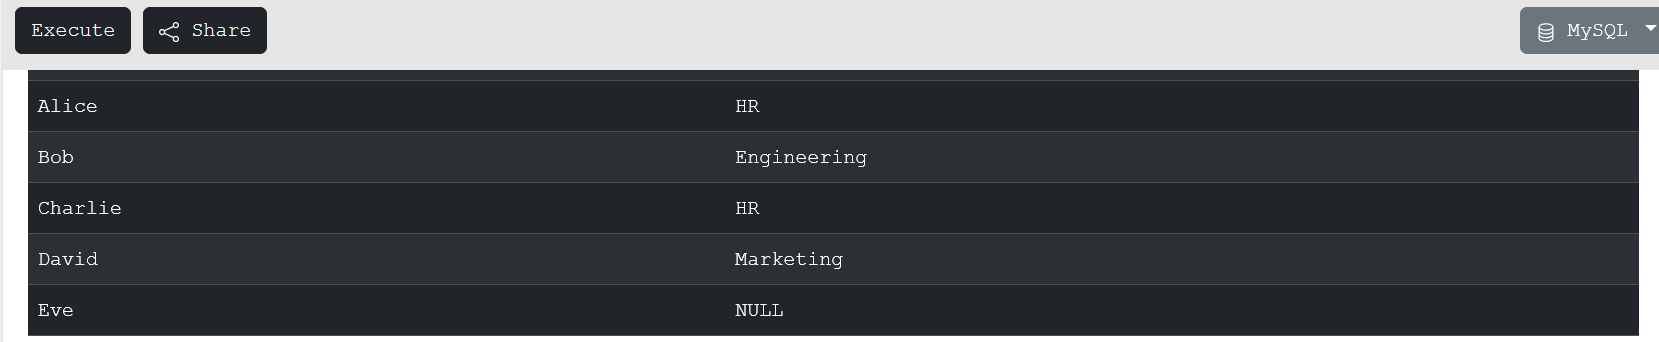 Execute Share MySQL
Alice HR
Bob Engineering
Charlie HR
David Marketing
Eve NULL